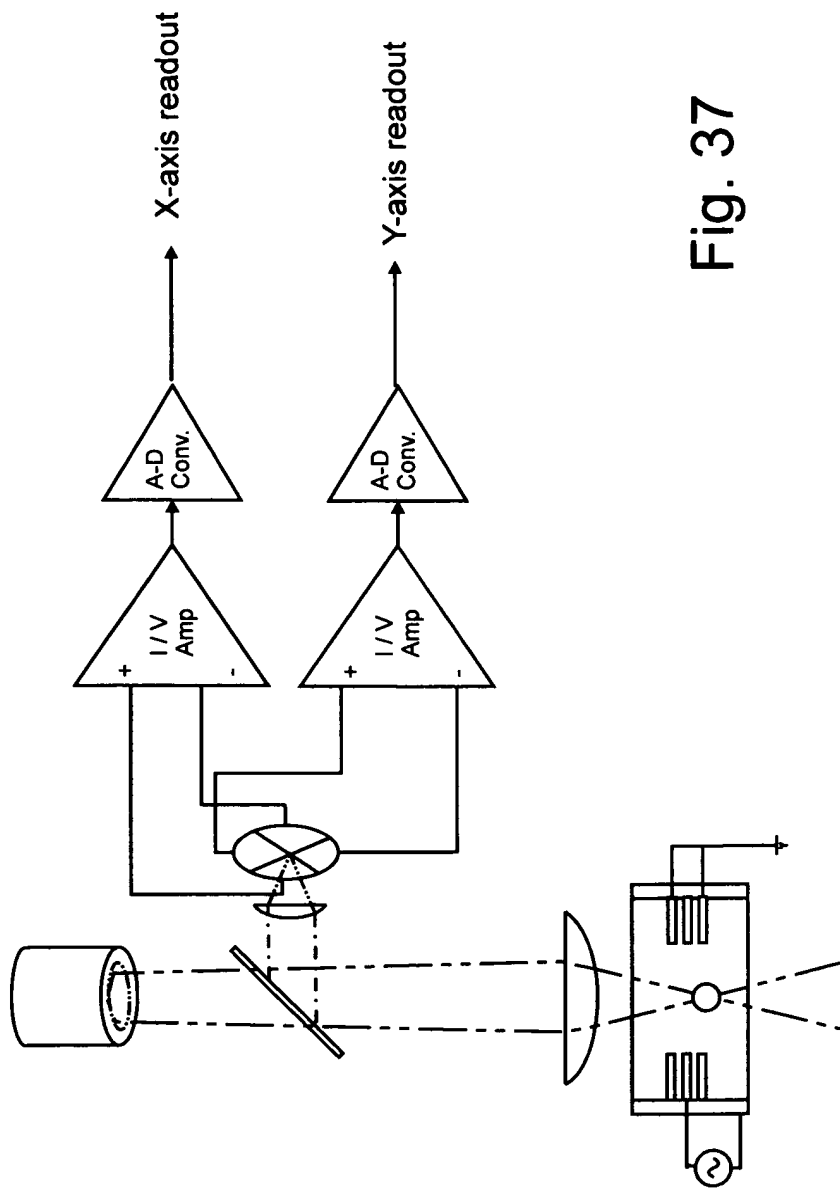 X-axis readout
A-D
Conv.
I / V
Amp
+
-
Y-axis readout
A-D
Conv.
I / V
Amp
+
-
~
Fig. 37